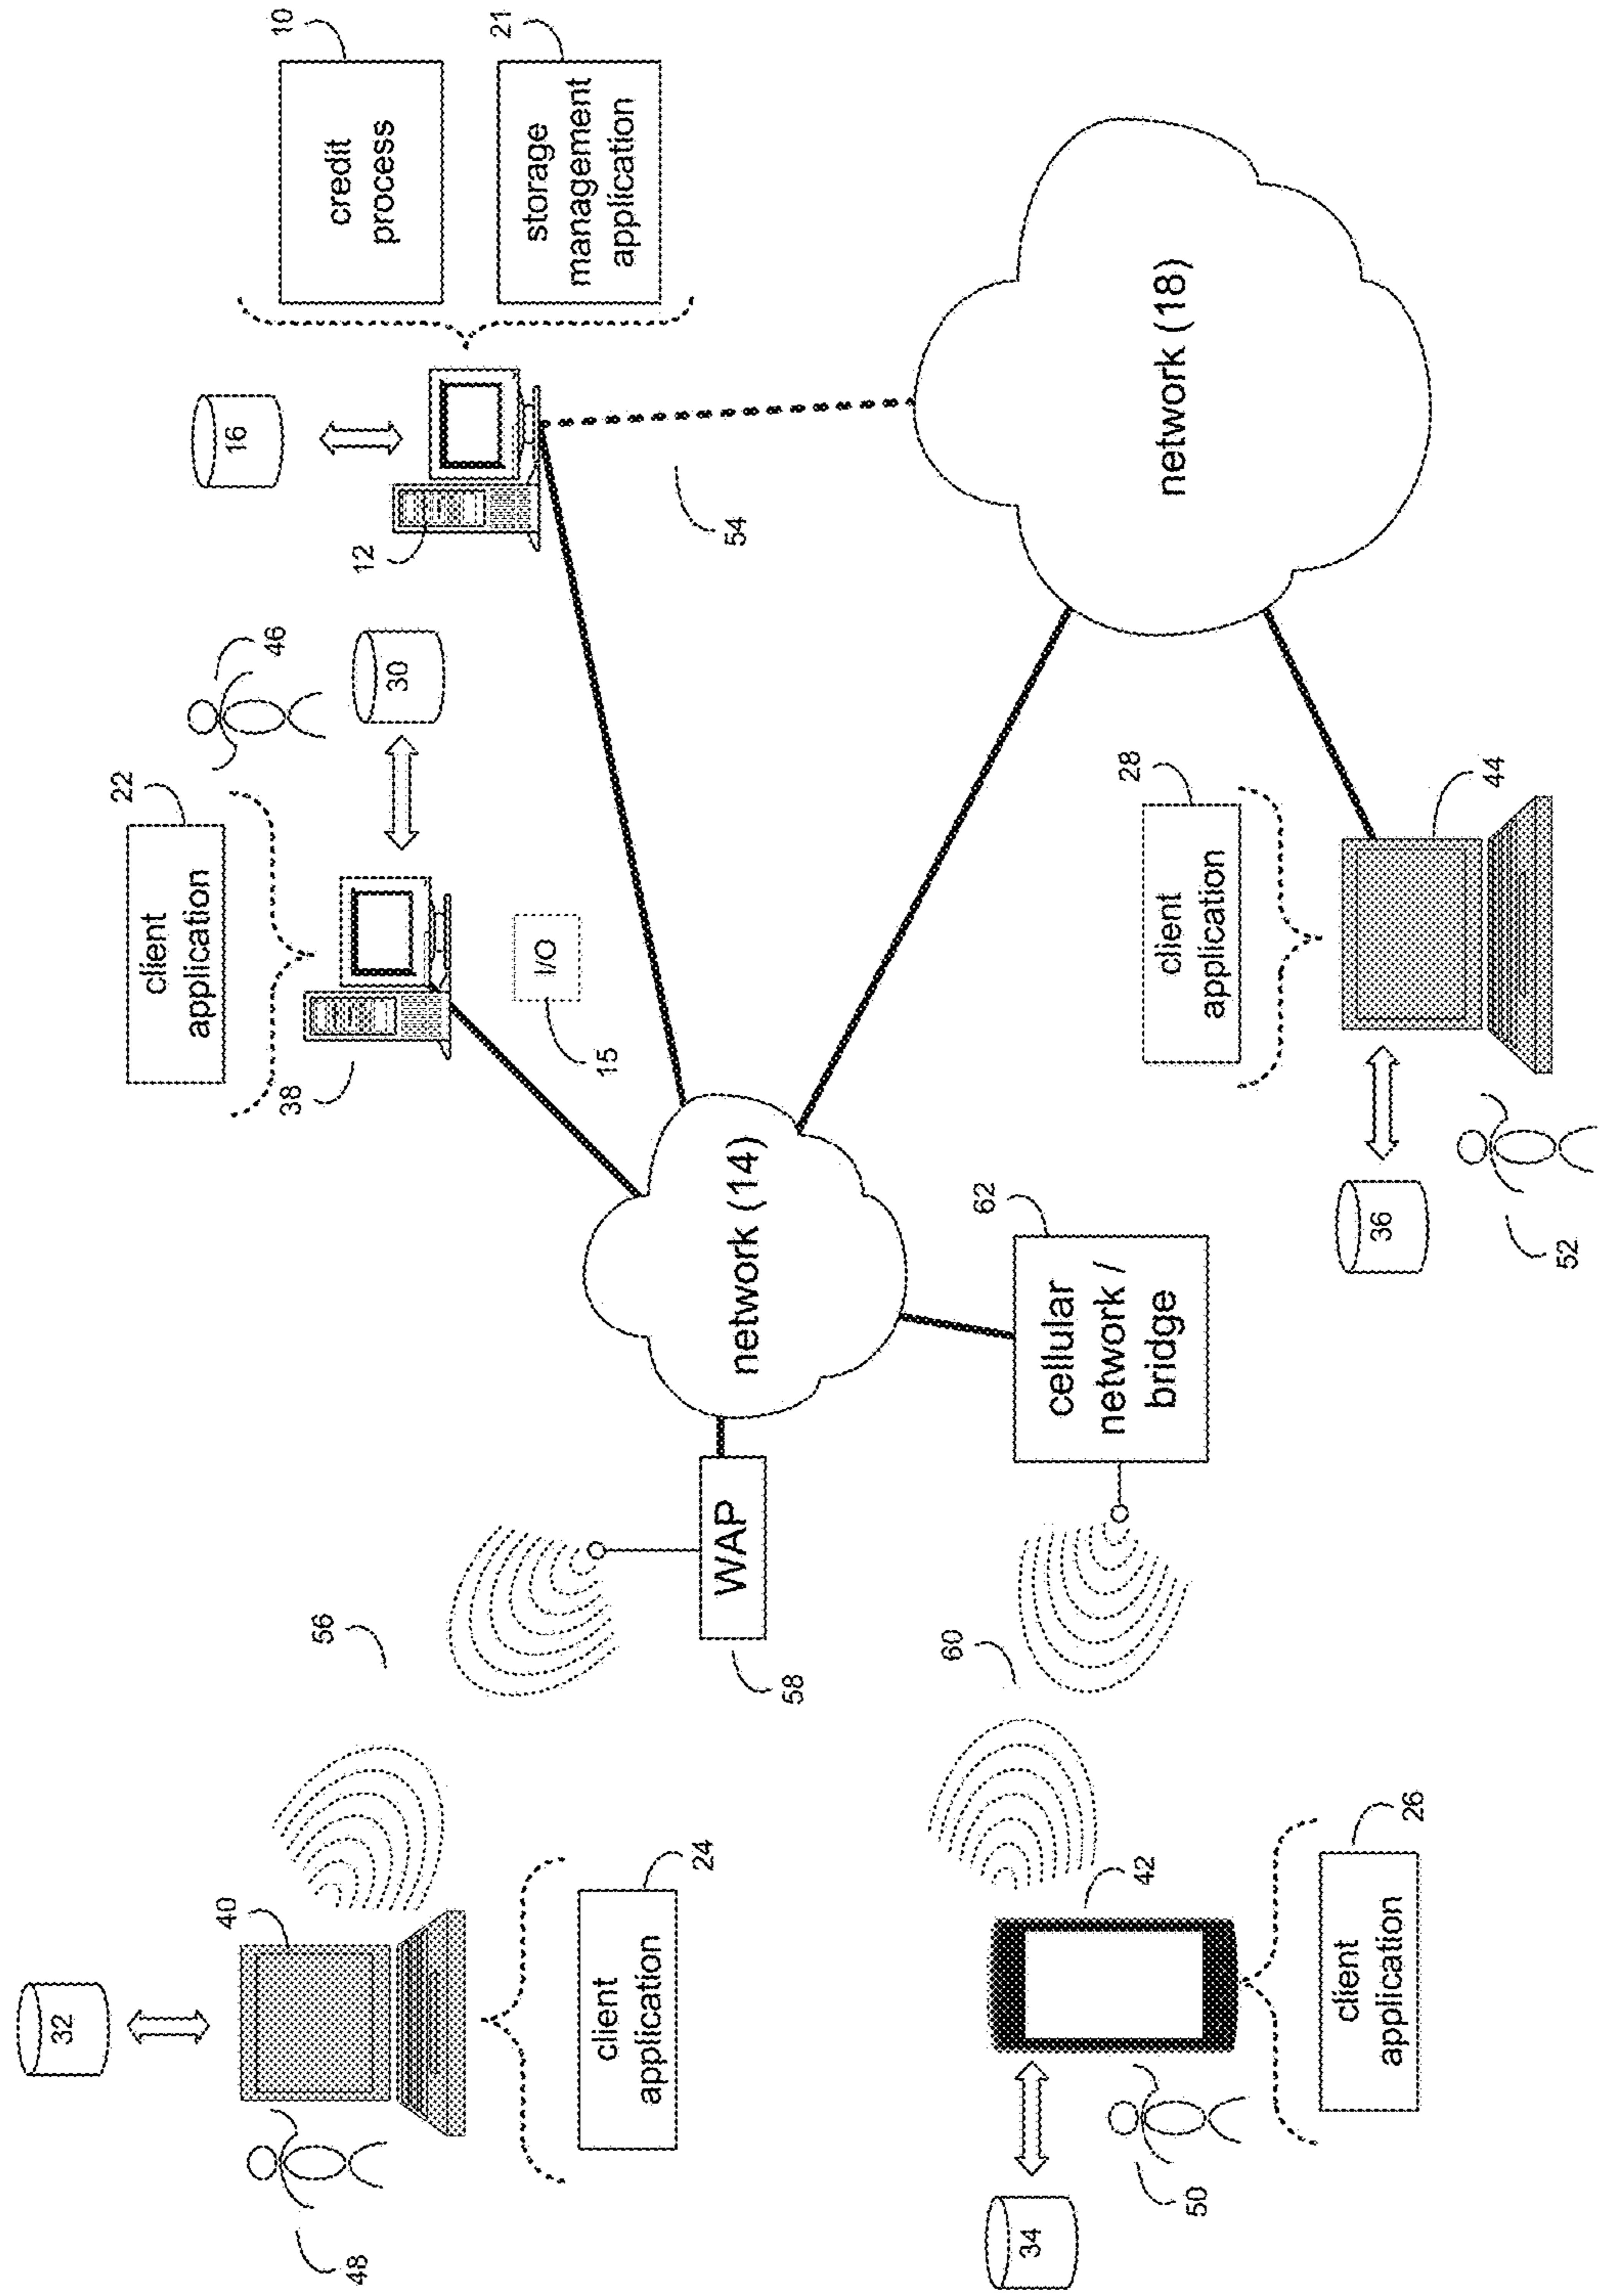 32
40
48
client
application
24
56
WAP
58
34
42
50
client
application
26
60
cellular
network /
bridge
62
network (14)
client
application
22
38
30
46
I/O
15
16
12
credit
process
10
storage
management
application
21
54
network (18)
client
application
28
44
36
52